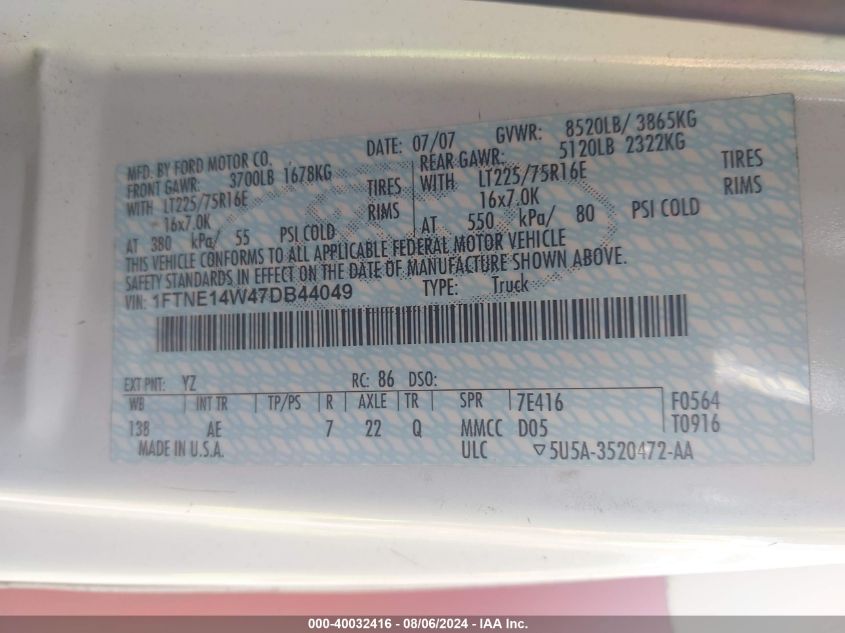 MFD. BY FORD MOTOR CO. DATE: 07/07 GVWR: 8520LB/ 3865KG
FRONT GAWR: 3700LB 1678KG REAR GAWR: 5120LB 2322KG
WITH LT225/75R16E TIRES WITH LT225/75R16E TIRES
16x7.0K RIMS 16x7.0K RIMS
AT 380 kPa/ 55 PSI COLD AT 550 kPa/ 80 PSI COLD
THIS VEHICLE CONFORMS TO ALL APPLICABLE FEDERAL MOTOR VEHICLE
SAFETY STANDARDS IN EFFECT ON THE DATE OF MANUFACTURE SHOWN ABOVE.
VIN: 1FTNE14W47DB44049 TYPE: Truck
EXT PNT: YZ RC: 86 DSO:
WB INT TR TP/PS R AXLE TR SPR 7E416 F0564
138 AE 7 22 Q MMCC D05 T0916
MADE IN U.S.A. ULC ▽5U5A-3520472-AA
000-40032416 - 08/06/2024 - IAA Inc.